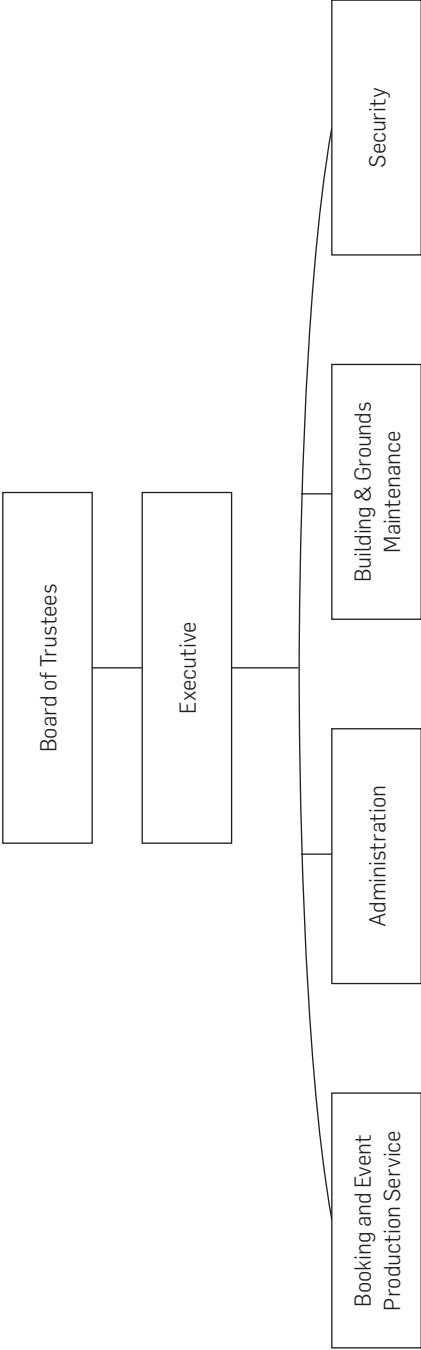 Board of Trustees
Executive
Booking and Event
Production Service
Administration
Building & Grounds
Maintenance
Security